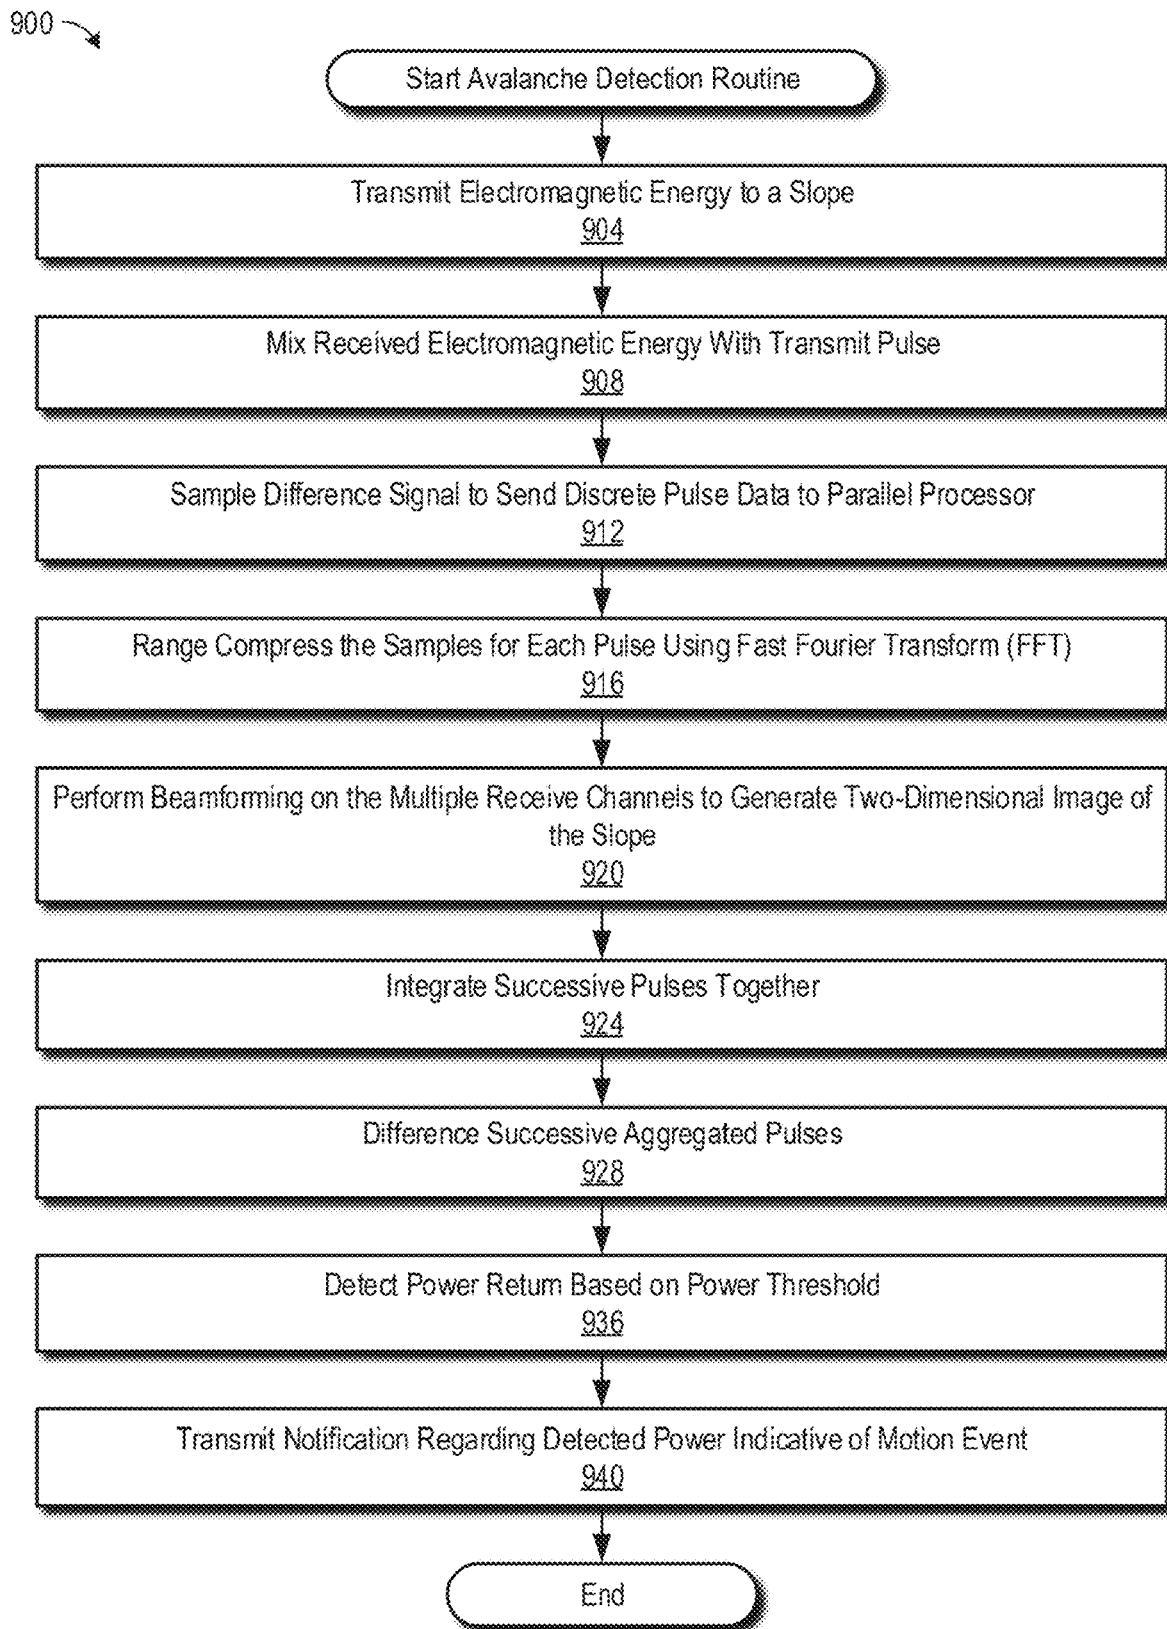 900
Start Avalanche Detection Routine
Transmit Electromagnetic Energy to a Slope
904
Mix Received Electromagnetic Energy With Transmit Pulse
908
Sample Difference Signal to Send Discrete Pulse Data to Parallel Processor
912
Range Compress the Samples for Each Pulse Using Fast Fourier Transform (FFT)
916
Perform Beamforming on the Multiple Receive Channels to Generate Two-Dimensional Image of
the Slope
920
Integrate Successive Pulses Together
924
Difference Successive Aggregated Pulses
928
Detect Power Return Based on Power Threshold
936
Transmit Notification Regarding Detected Power Indicative of Motion Event
940
End